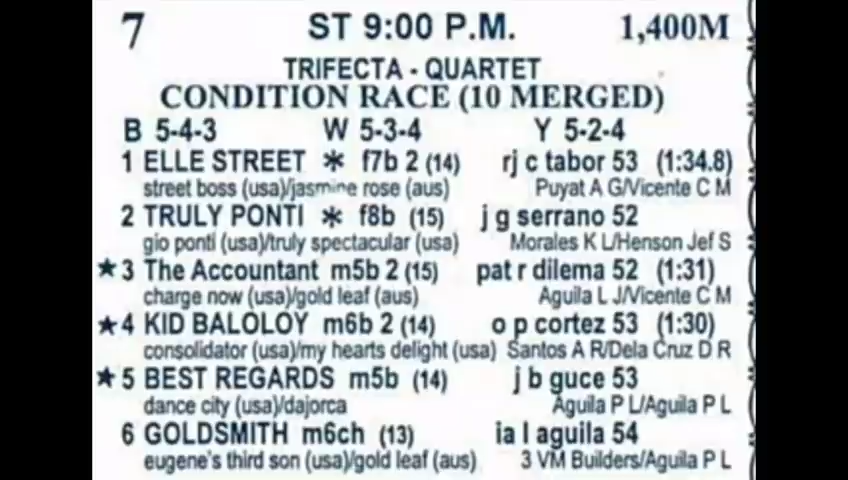 7 ST 9:00 P.M. 1,400M
TRIFECTA - QUARTET
CONDITION RACE (10 MERGED)
B 5-4-3 W 5-3-4 Y 5-2-4
1 ELLE STREET * f7b 2 (14) rj c tabor 53 (1:34.8)
street boss (usa)/jasmine rose (aus) Puyat A G/Vicente C M
2 TRULY PONTI * f8b (15) j g serrano 52
gio ponti (usa)/truly spectacular (usa) Morales K L/Henson Jef S
★3 The Accountant m5b 2 (15) pat r dilema 52 (1:31)
charge now (usa)/gold leaf (aus) Aguila L J/Vicente C M
★4 KID BALOLOY m6b 2 (14) o p cortez 53 (1:30)
consolidator (usa)/my hearts delight (usa) Santos A R/Dela Cruz D R
★5 BEST REGARDS m5b (14) j b guce 53
dance city (usa)/dajorca Aguila P L/Aguila P L
6 GOLDSMITH m6ch (13) ia l aguila 54
eugene's third son (usa)/gold leaf (aus) 3 VM Builders/Aguila P L